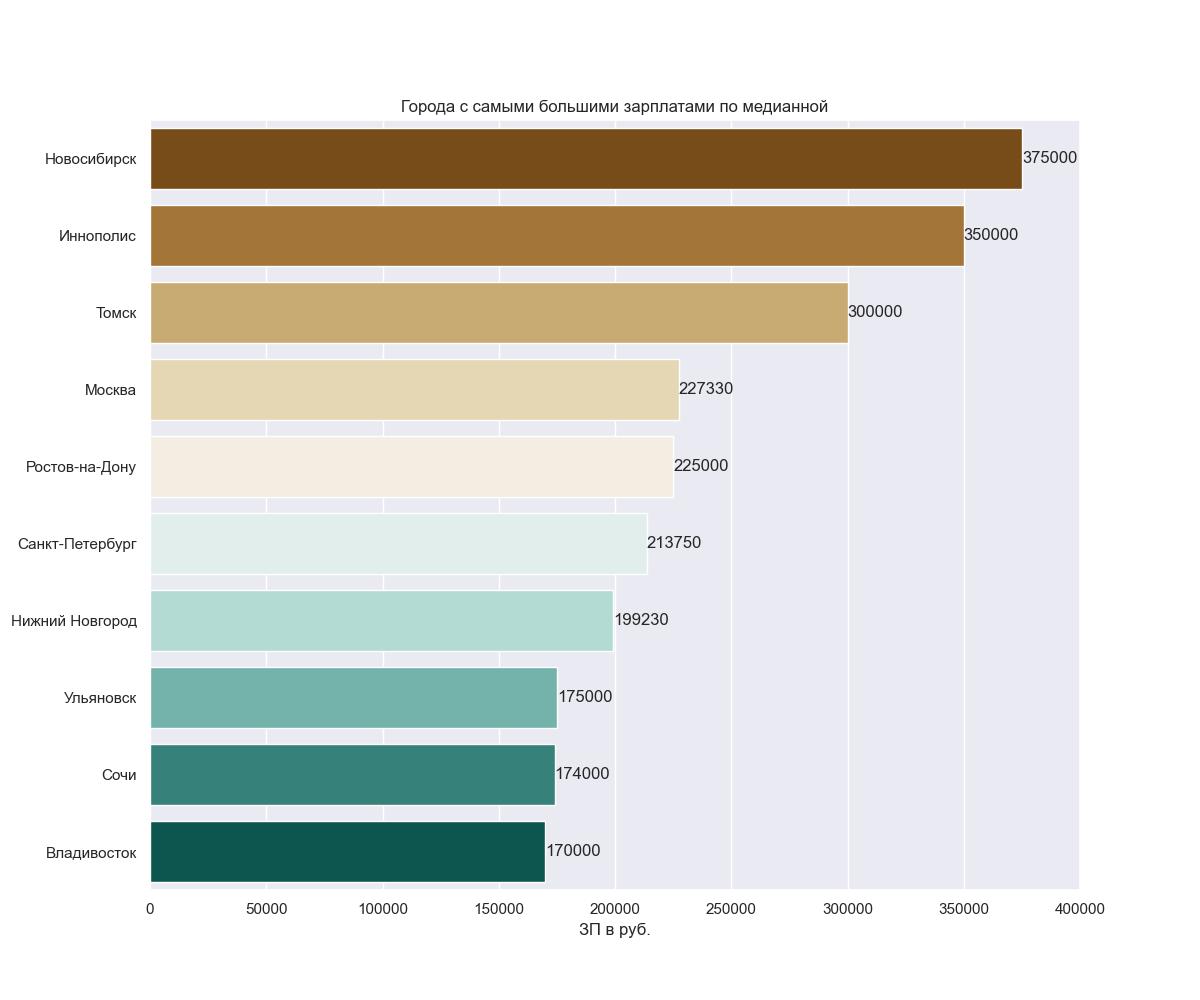 Города с самыми большими зарплатами по медианной
Новосибирск 375000
Иннополис 350000
Томск 300000
Москва 227330
Ростов-на-Дону 225000
Санкт-Петербург 213750
Нижний Новгород 199230
Ульяновск 175000
Сочи 174000
Владивосток 170000
0 50000 100000 150000 200000 250000 300000 350000 400000
ЗП в руб.